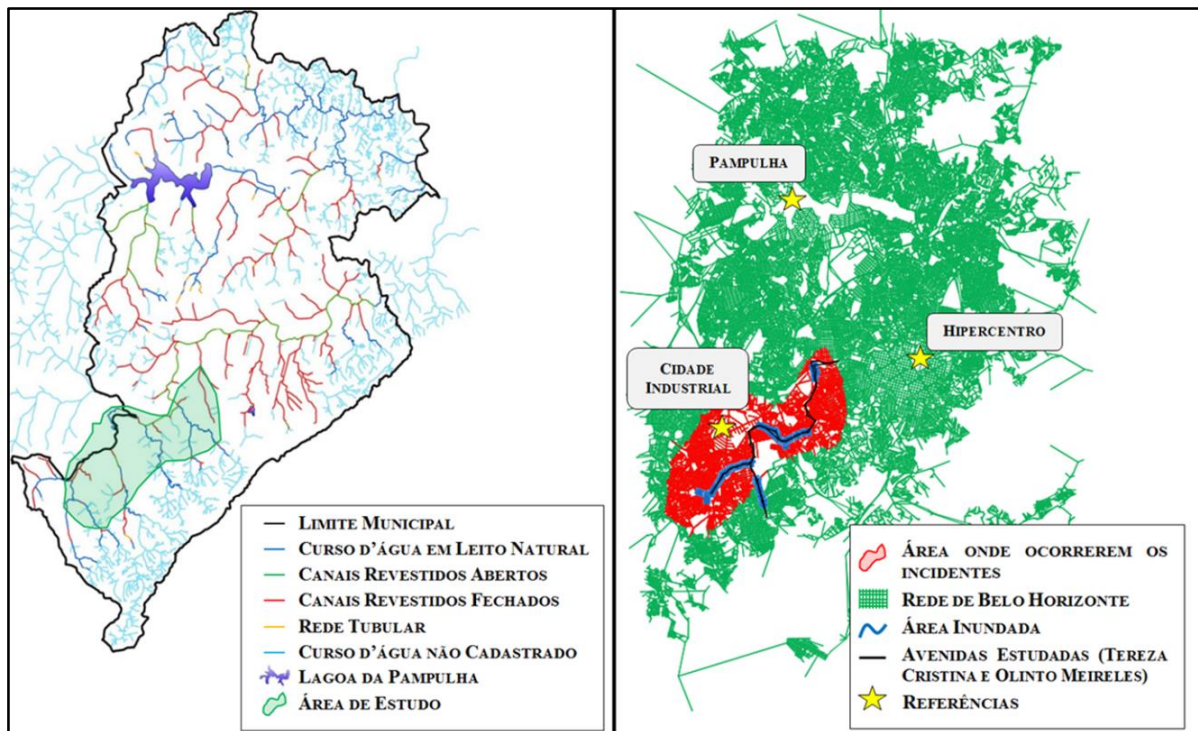 LIMITE MUNICIPAL
CURSO D'ÁGUA EM LEITO NATURAL
CANAIS REVESTIDOS ABERTOS
CANAIS REVESTIDOS FECHADOS
REDE TUBULAR
CURSO D'ÁGUA NÃO CADASTRADO
LAGOA DA PAMPULHA
ÁREA DE ESTUDO
PAMPULHA
HIPERCENTRO
CIDADE
INDUSTRIAL
ÁREA ONDE OCORREREM OS
INCIDENTES
REDE DE BELO HORIZONTE
ÁREA INUNDADA
AVENIDAS ESTUDADAS (TEREZA
CRISTINA E OLINTO MEIRELES)
REFERÊNCIAS